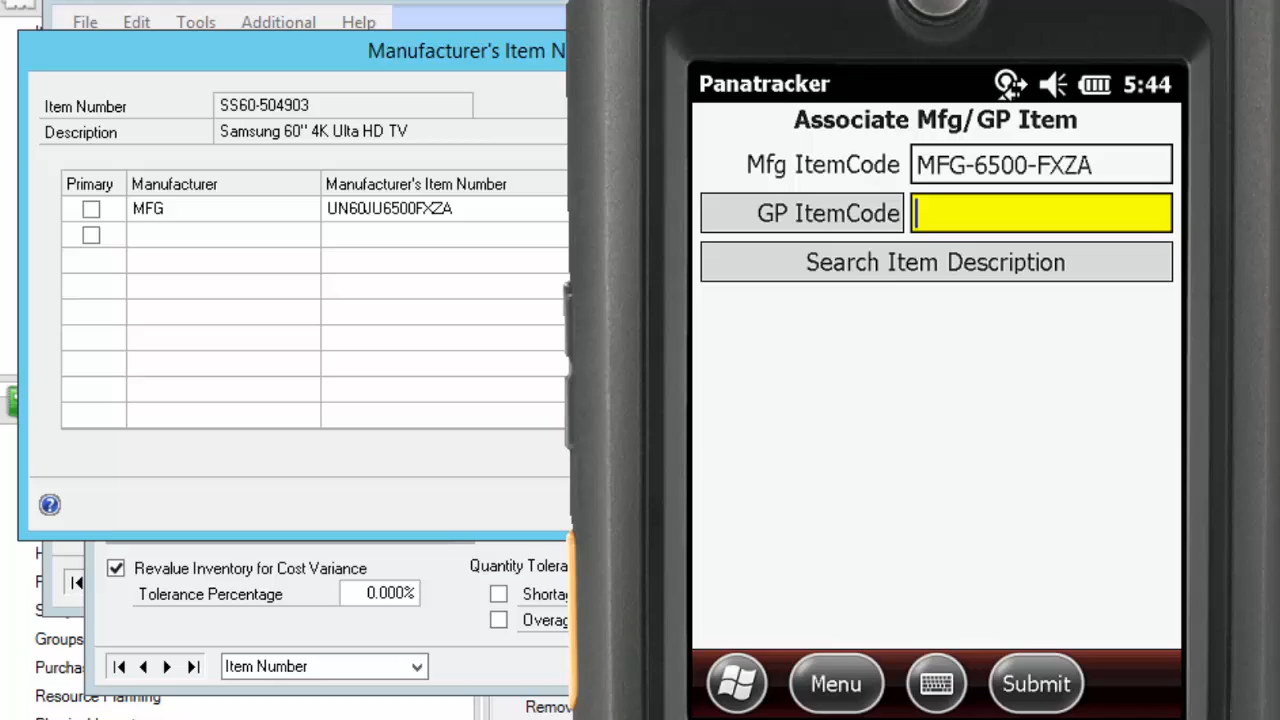 File Edit Tools Additional Help
Manufacturer's Item N
Item Number SS60-504903
Description Samsung 60" 4K Ulta HD TV
Primary Manufacturer Manufacturer's Item Number
MFG UN60JU6500FXZA
Revalue Inventory for Cost Variance
Tolerance Percentage 0.000%
Quantity Tolera
Shorta
Overag
Item Number
Groups
Purcha
Resource Planning
Remov
Panatracker 5:44
Associate Mfg/GP Item
Mfg ItemCode MFG-6500-FXZA
GP ItemCode
Search Item Description
Menu Submit